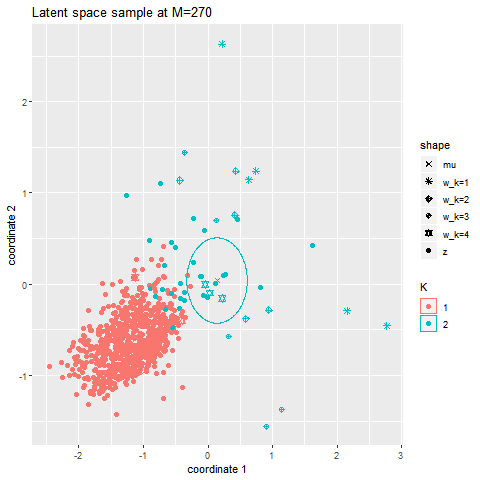 Latent space sample at M=270
coordinate 2
2
1
0
-1
-2
-1
0
1
2
3
coordinate 1
shape
mu
w_k=1
w_k=2
w_k=3
w_k=4
z
K
1
2